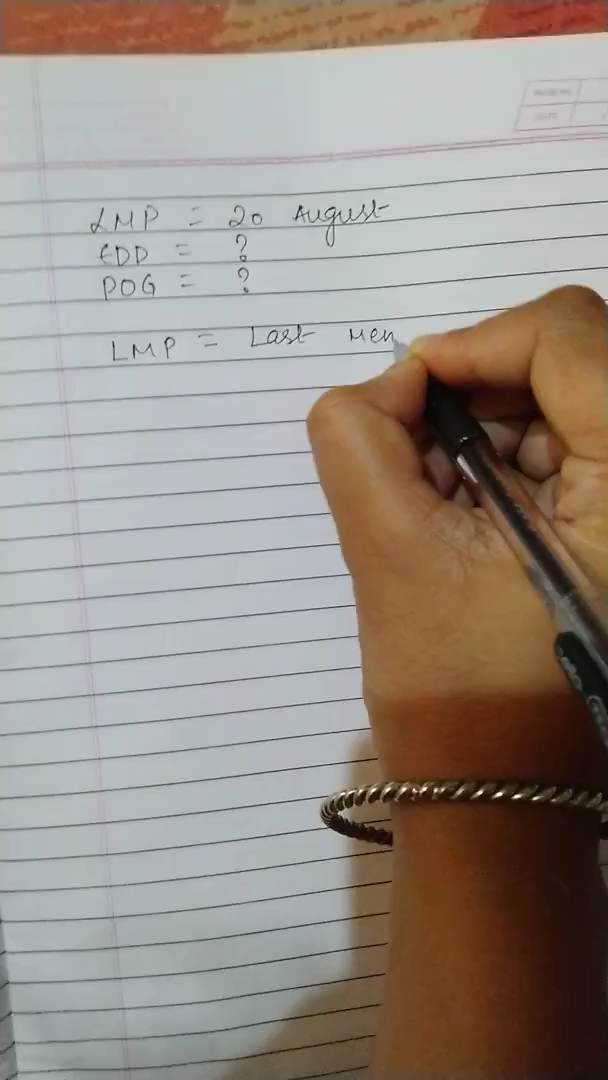 LMP = 20 August
EDD = ?
POG = ?
LMP = Last Men